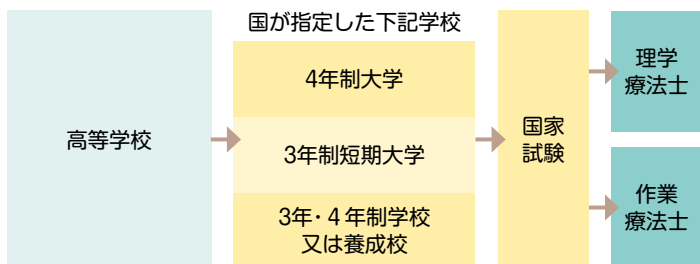 国が指定した下記学校
高等学校
4年制大学
3年制短期大学
3年・4年制学校
又は養成校
国家
試験
理学
療法士
作業
療法士